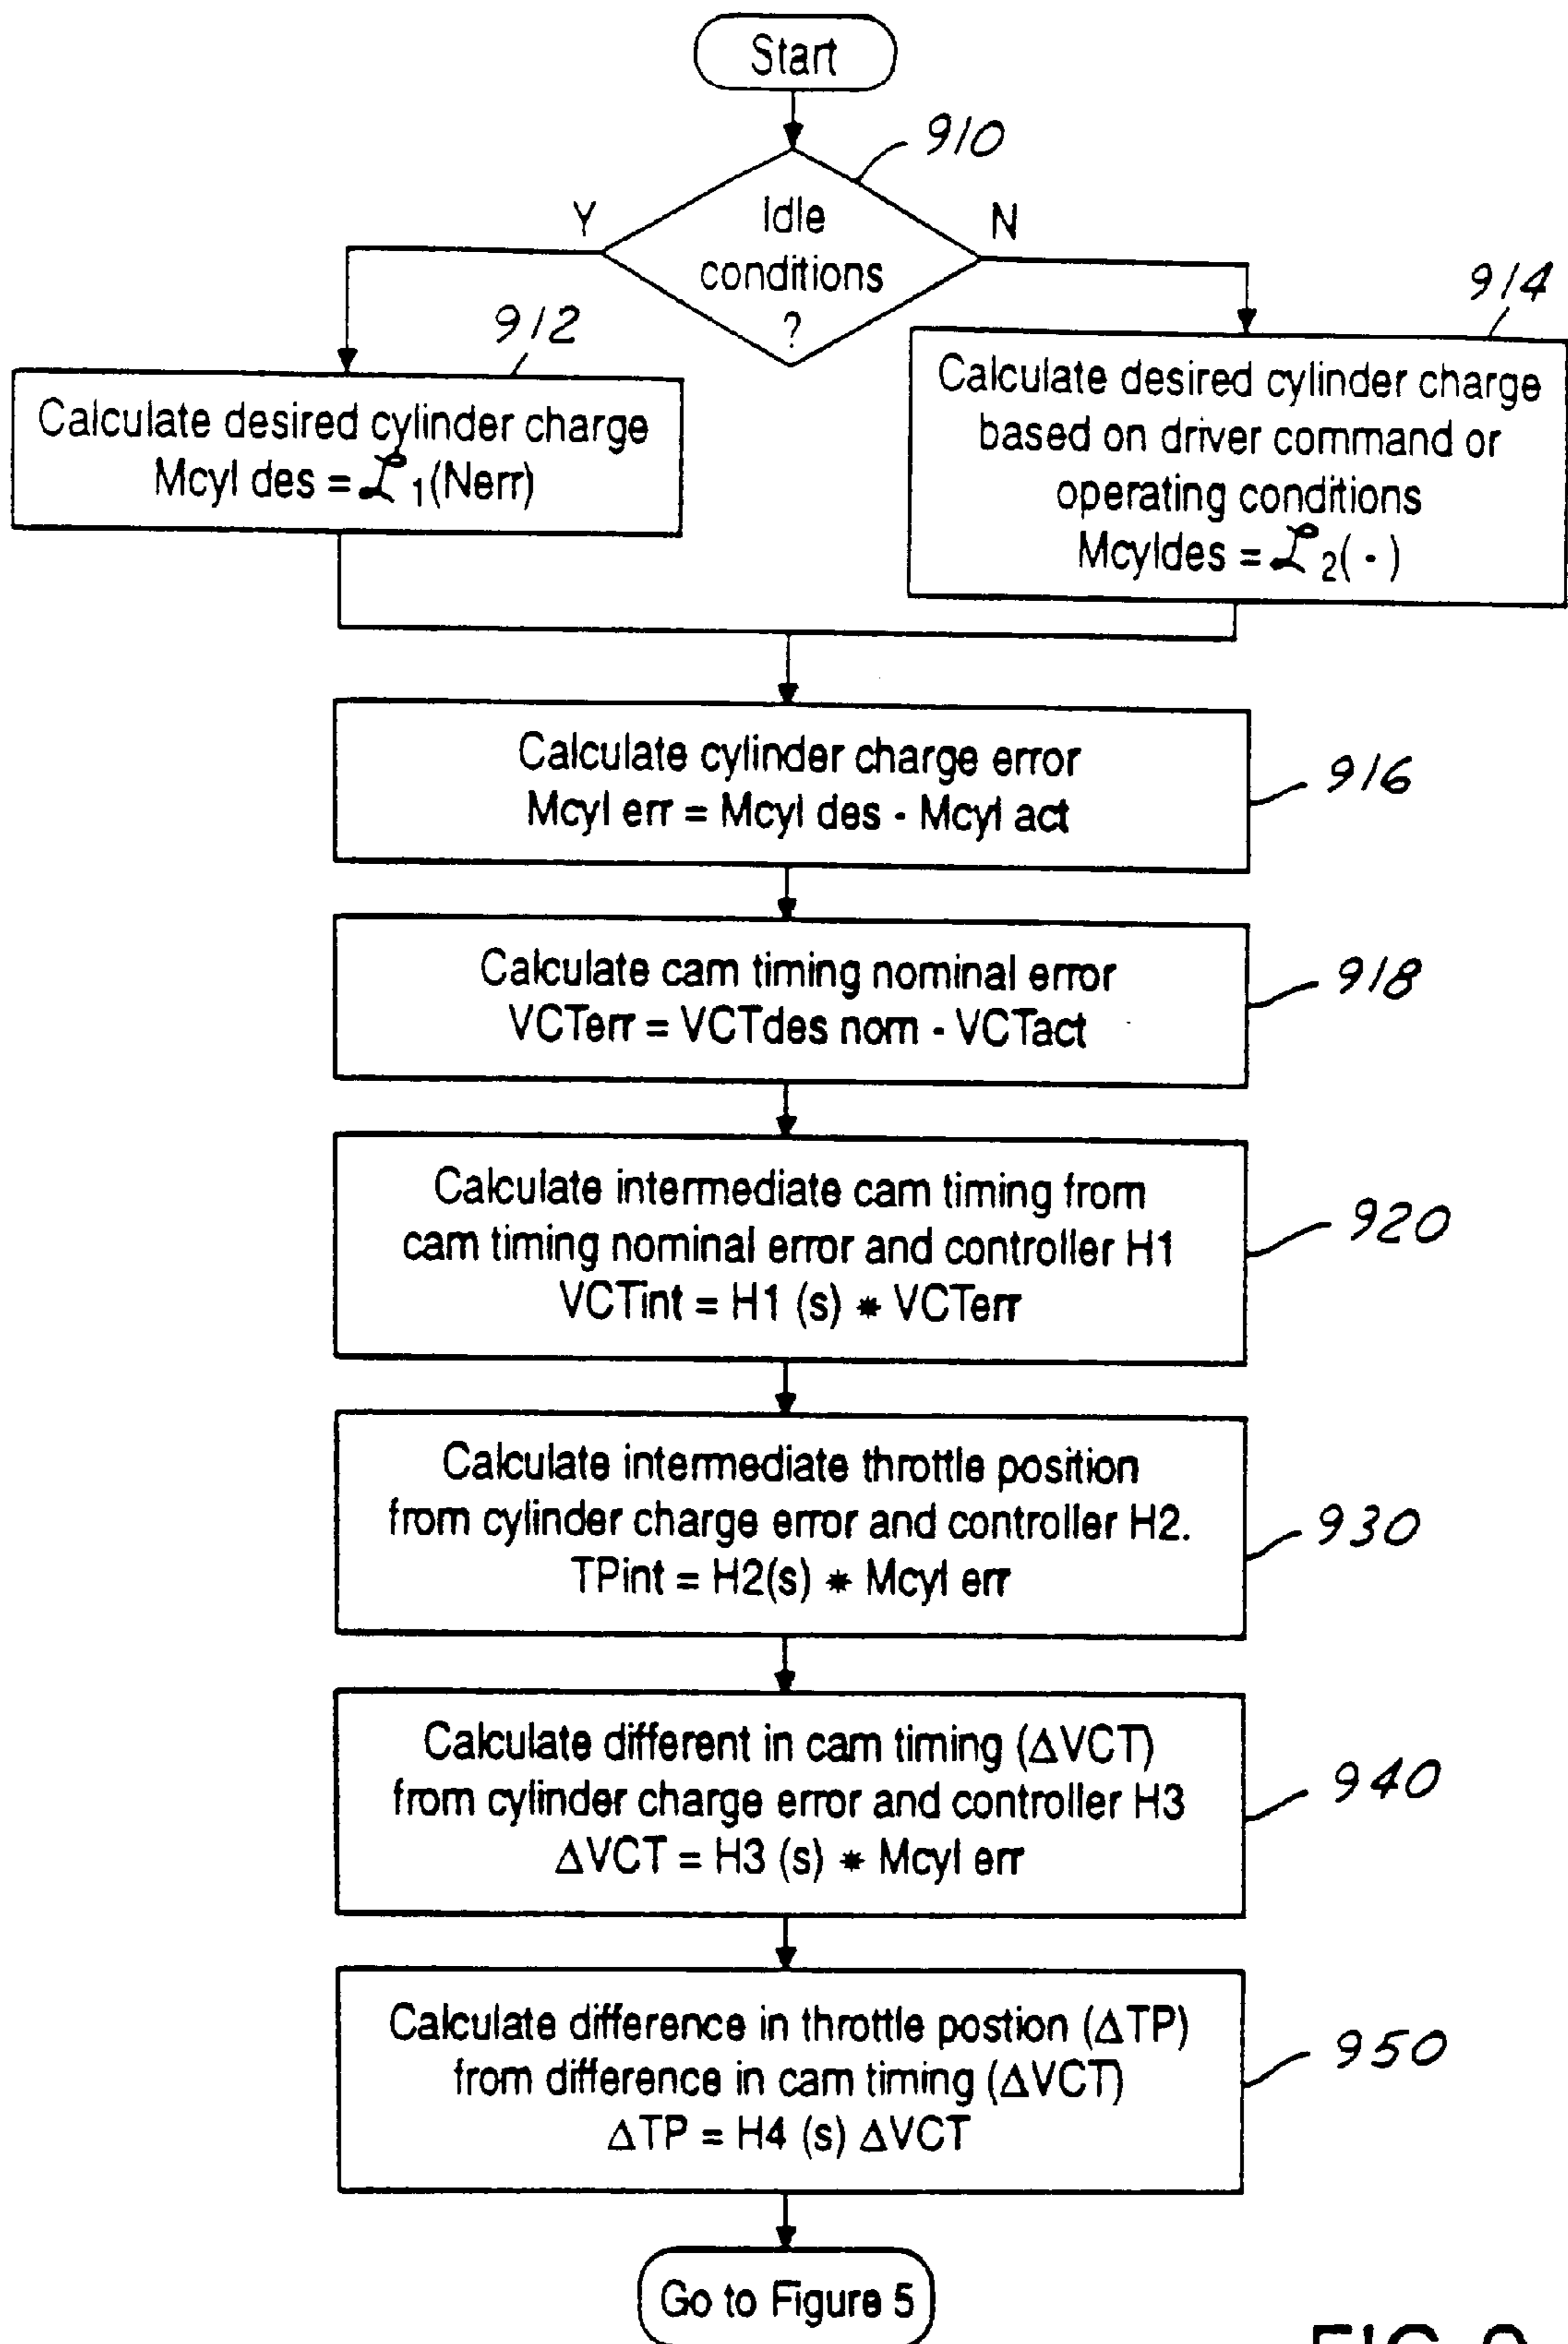 Start
910
Y
Idle
conditions
?
N
912
Calculate desired cylinder charge
Mcyl des = ℒ 1(Nerr)
914
Calculate desired cylinder charge
based on driver command or
operating conditions
Mcyldes = ℒ 2( · )
Calculate cylinder charge error
Mcyl err = Mcyl des - Mcyl act
916
Calculate cam timing nominal error
VCTerr = VCTdes nom - VCTact
918
Calculate intermediate cam timing from
cam timing nominal error and controller H1
VCTint = H1 (s) * VCTerr
920
Calculate intermediate throttle position
from cylinder charge error and controller H2.
TPint = H2(s) * Mcyl err
930
Calculate different in cam timing (ΔVCT)
from cylinder charge error and controller H3
ΔVCT = H3 (s) * Mcyl err
940
Calculate difference in throttle postion (ΔTP)
from difference in cam timing (ΔVCT)
ΔTP = H4 (s) ΔVCT
950
Go to Figure 5